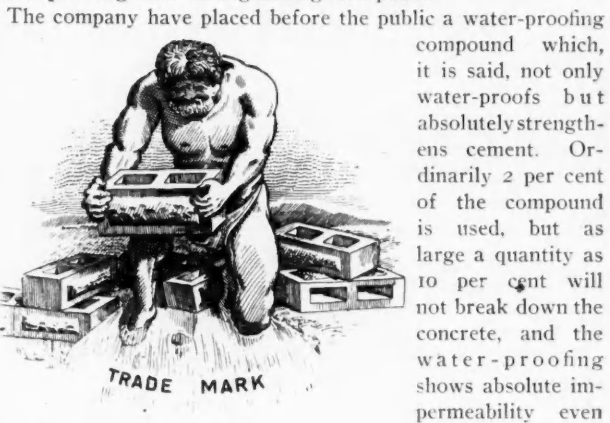 The company have placed before the public a water-proofing
compound which,
it is said, not only
water-proofs but
absolutely strength-
ens cement. Or-
dinarily 2 per cent
of the compound
is used, but as
large a quantity as
10 per cent will
not break down the
concrete, and the
water-proofing
shows absolute im-
permeability even
TRADE MARK